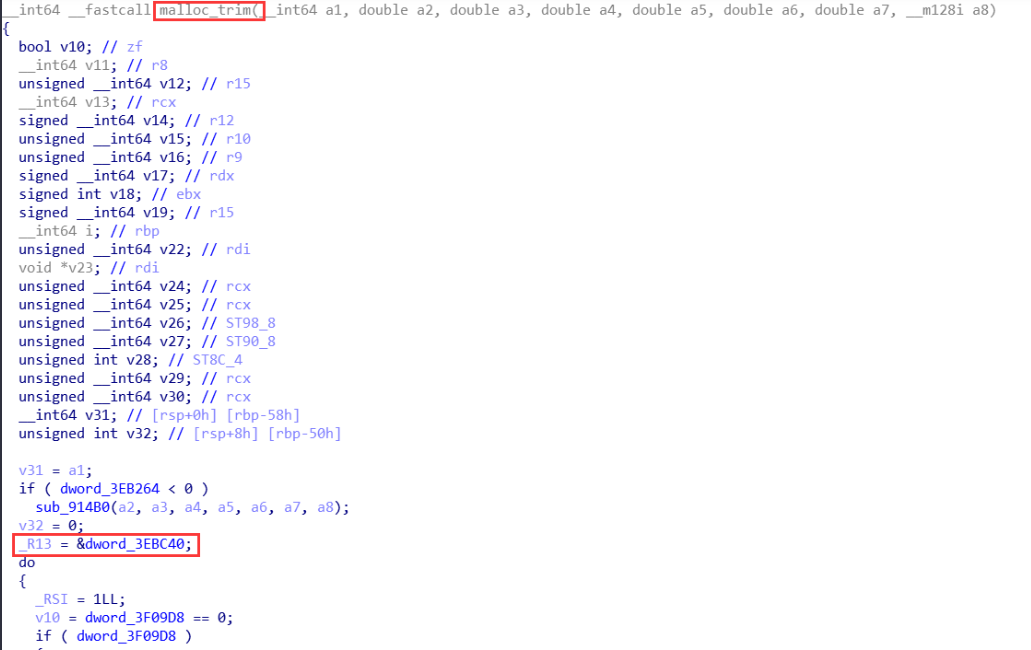 __int64 __fastcall malloc_trim(__int64 a1, double a2, double a3, double a4, double a5, double a6, double a7, __m128i a8)
{
bool v10; // zf
__int64 v11; // r8
unsigned __int64 v12; // r15
__int64 v13; // rcx
signed __int64 v14; // r12
unsigned __int64 v15; // r10
unsigned __int64 v16; // r9
signed __int64 v17; // rdx
signed int v18; // ebx
signed __int64 v19; // r15
__int64 i; // rbp
unsigned __int64 v22; // rdi
void *v23; // rdi
unsigned __int64 v24; // rcx
unsigned __int64 v25; // rcx
unsigned __int64 v26; // ST98_8
unsigned __int64 v27; // ST90_8
unsigned int v28; // ST8C_4
unsigned __int64 v29; // rcx
unsigned __int64 v30; // rcx
__int64 v31; // [rsp+0h] [rbp-58h]
unsigned int v32; // [rsp+8h] [rbp-50h]
v31 = a1;
if ( dword_3EB264 < 0 )
sub_914B0(a2, a3, a4, a5, a6, a7, a8);
v32 = 0;
_R13 = &dword_3EBC40;
do
{
_RSI = 1LL;
v10 = dword_3F09D8 == 0;
if ( dword_3F09D8 )